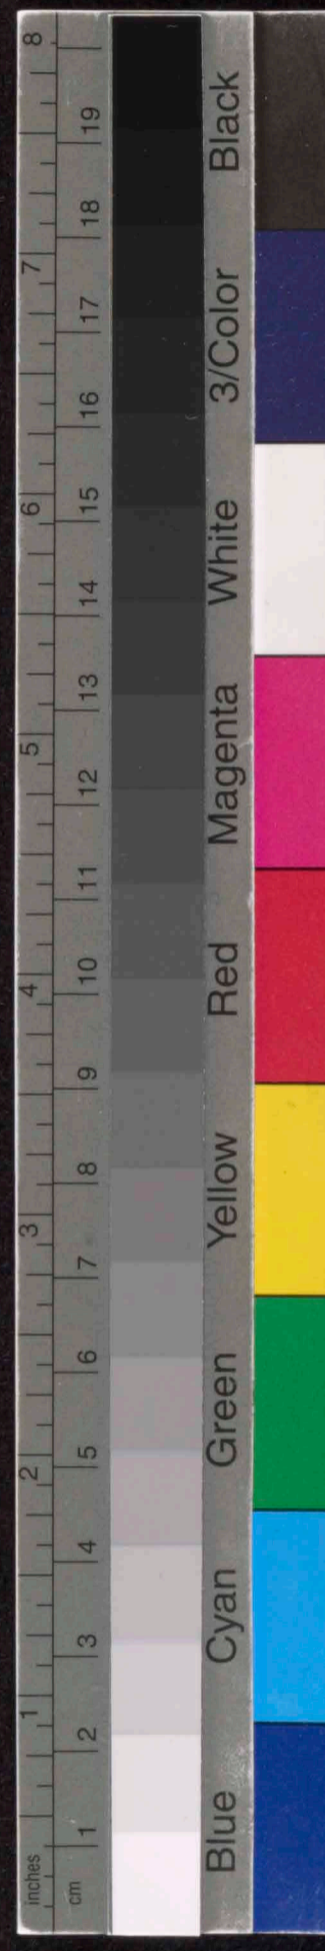 inches 1 2 3 4 5 6 7 8
cm 1 2 3 4 5 6 7 8 9 10 11 12 13 14 15 16 17 18 19
Blue Cyan Green Yellow Red Magenta White 3/Color Black